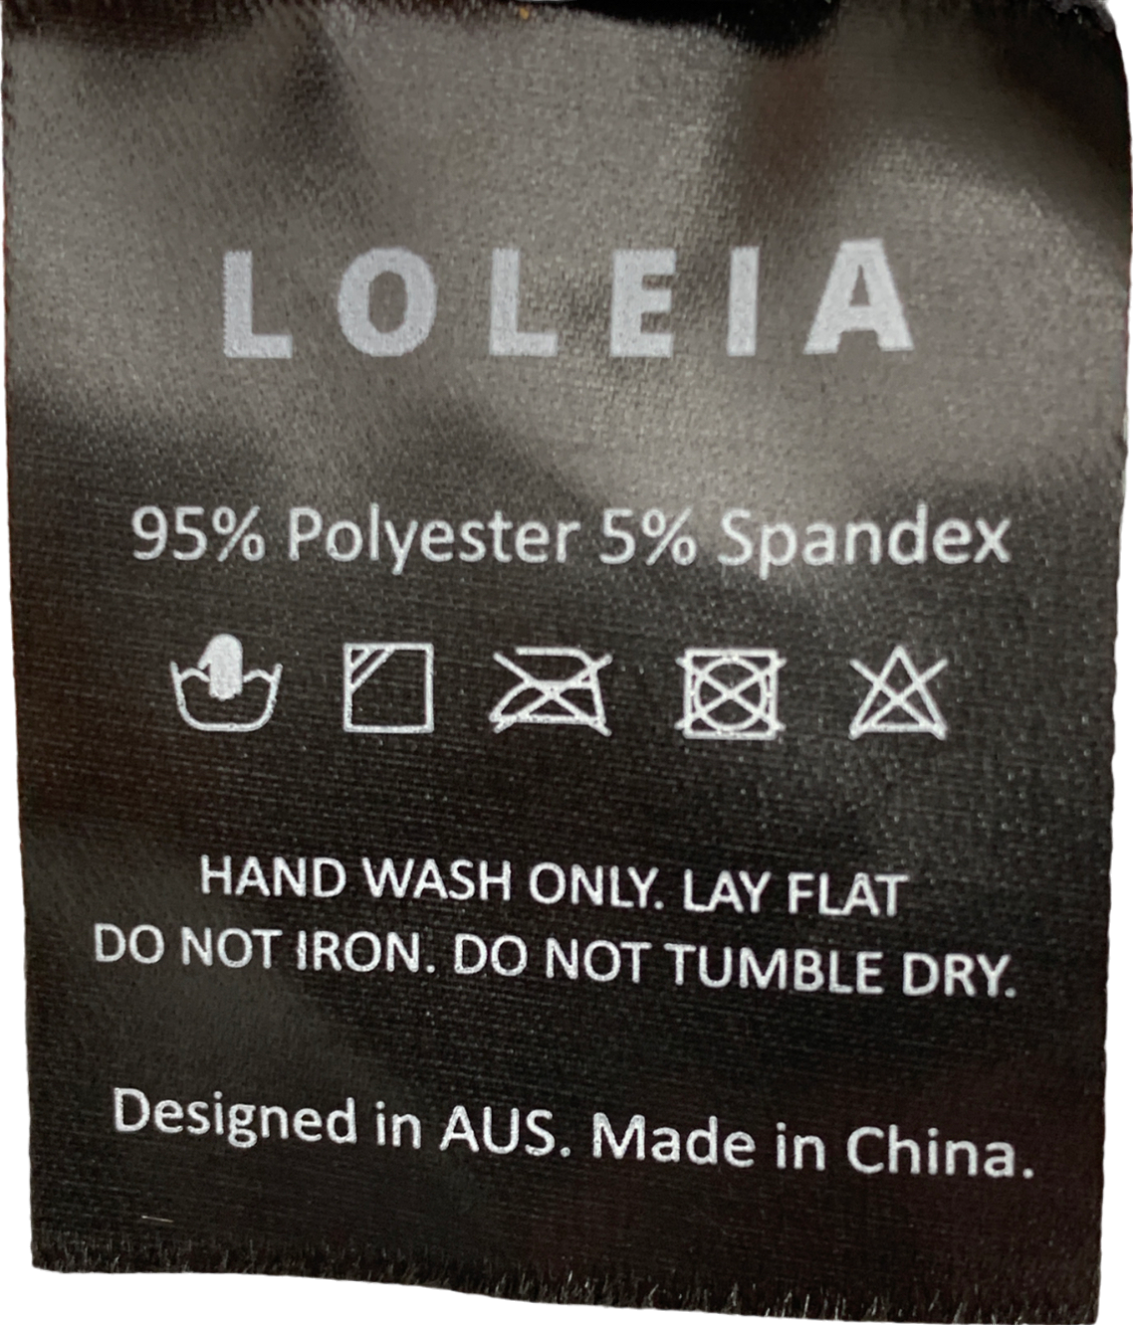 LOLEIA
95% Polyester 5% Spandex
HAND WASH ONLY. LAY FLAT
DO NOT IRON. DO NOT TUMBLE DRY.
Designed in AUS. Made in China.